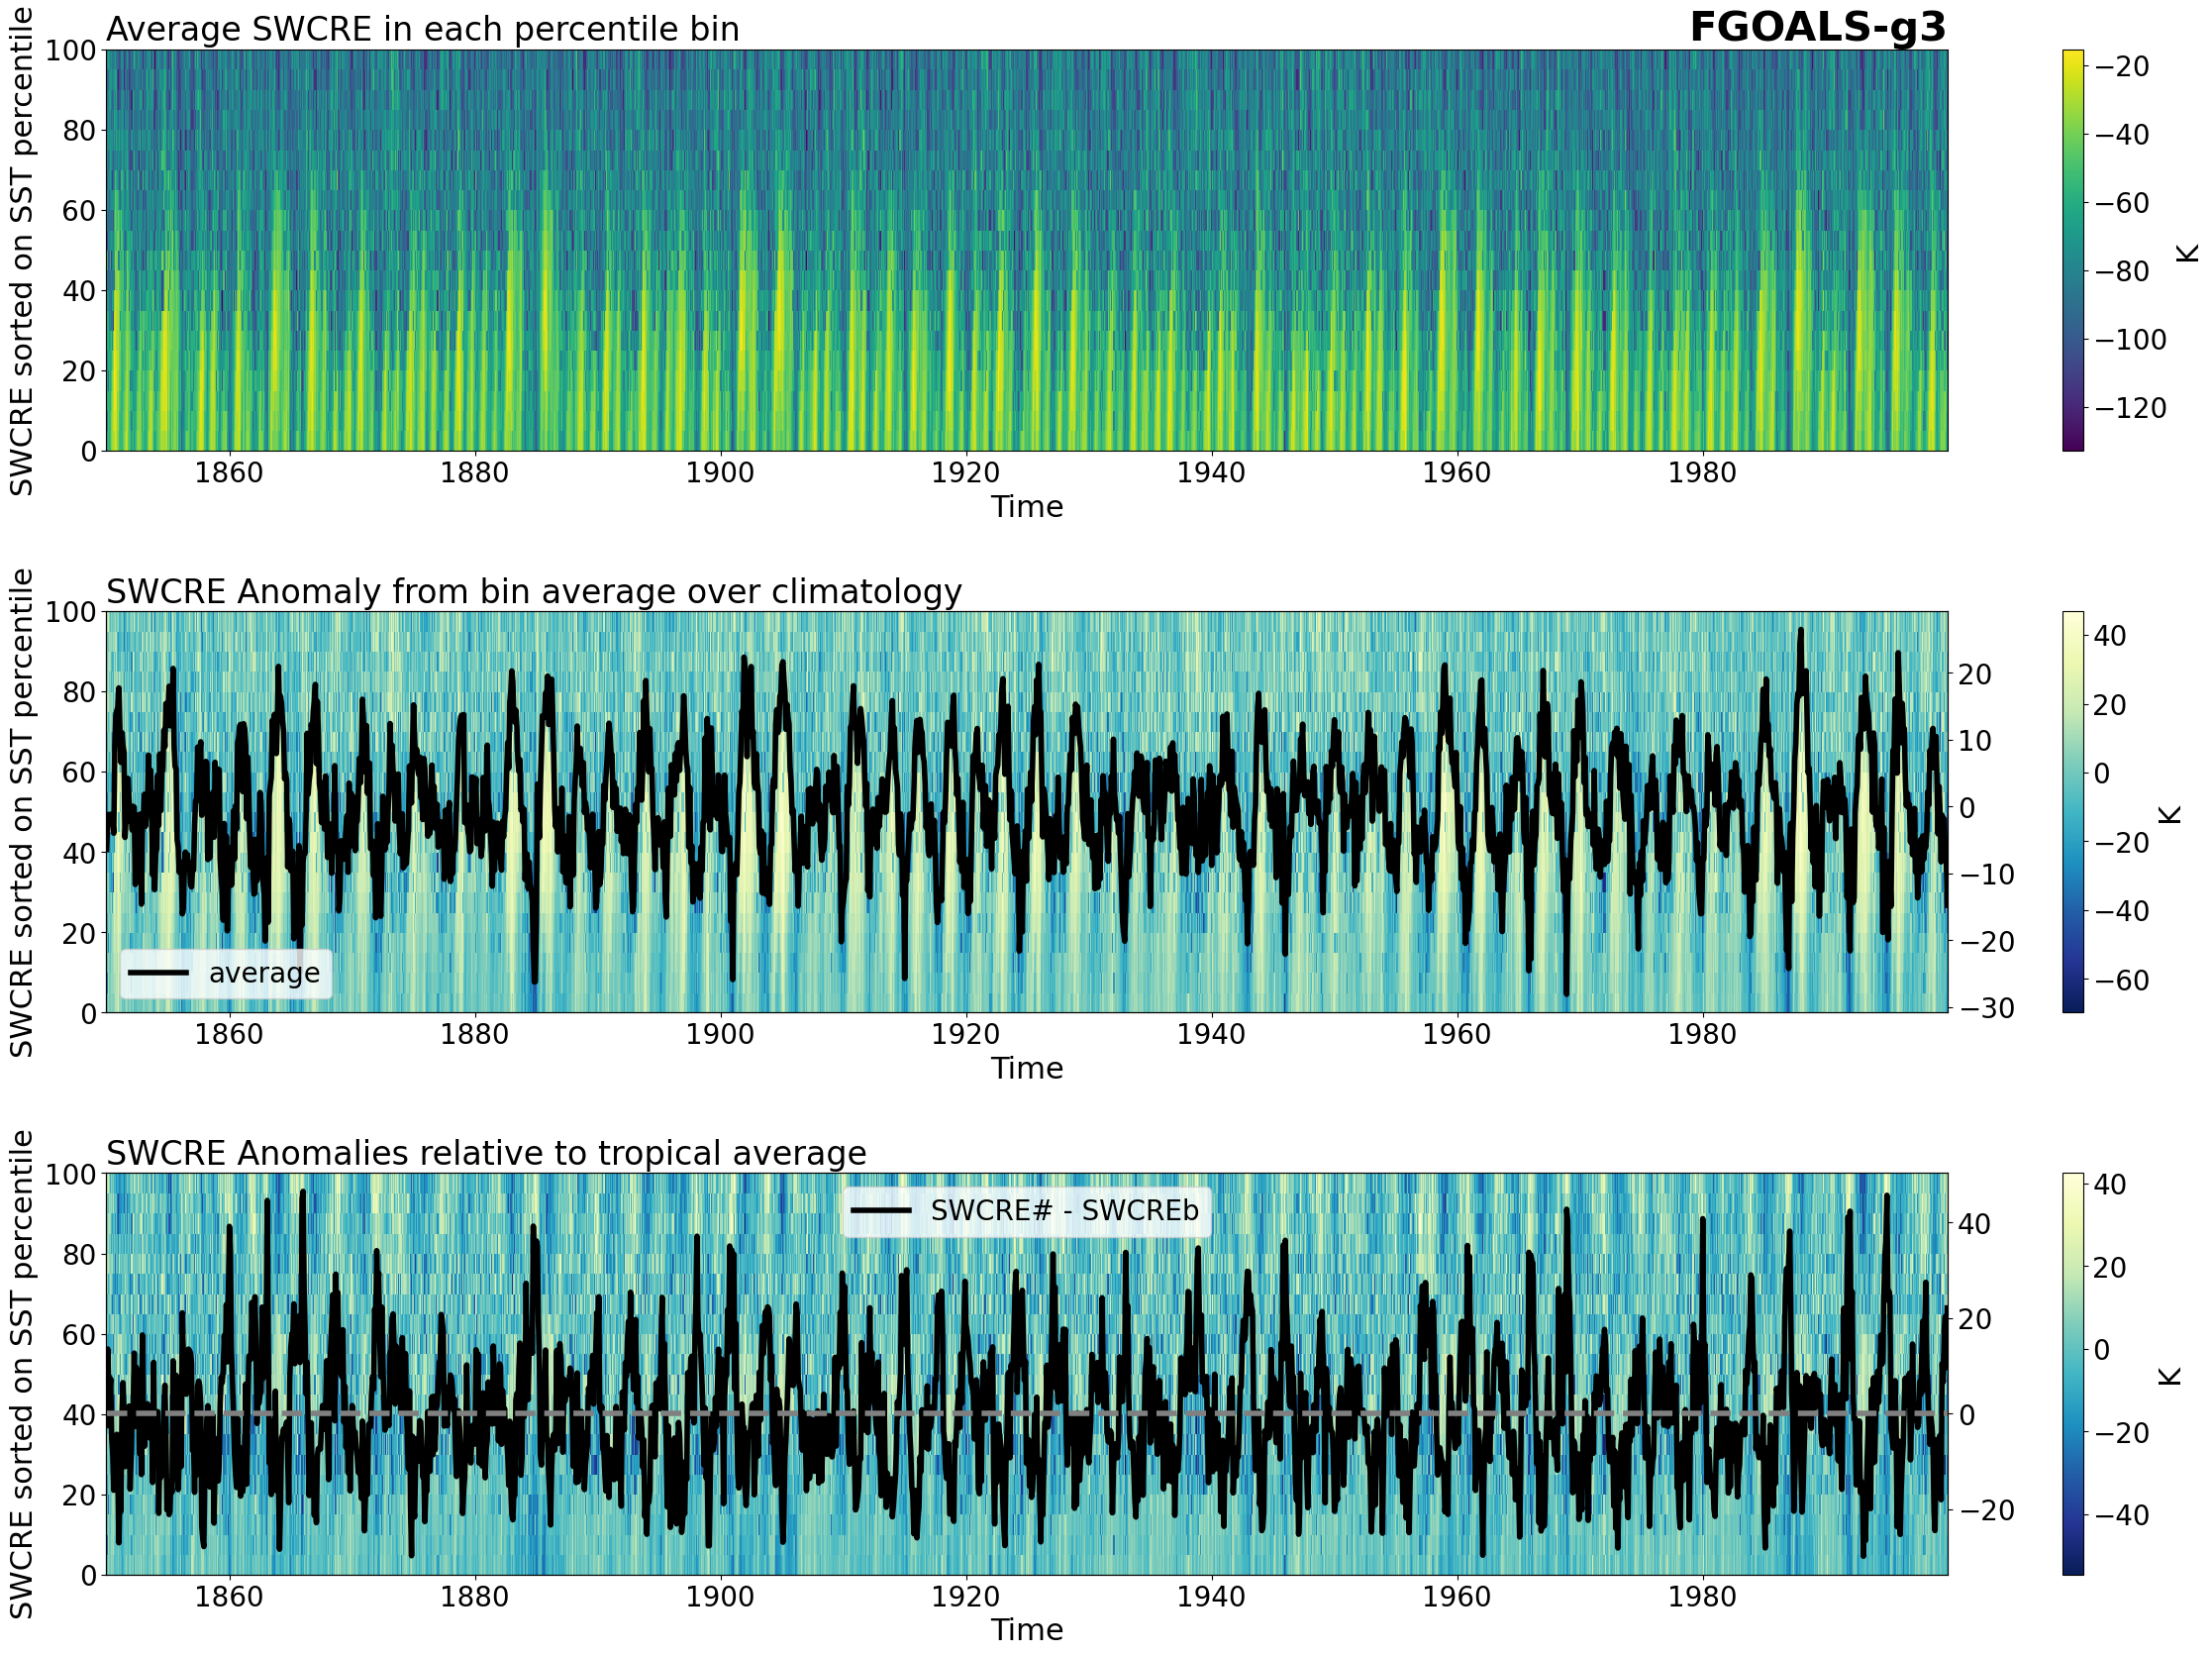 Average SWCRE in each percentile bin
FGOALS-g3
SWCRE sorted on SST percentile
100
80
60
40
20
0
1860 1880 1900 1920 1940 1960 1980
Time
−20
−40
−60
−80
−100
−120
K
SWCRE Anomaly from bin average over climatology
SWCRE sorted on SST percentile
100
80
60
40
20
0
average
1860 1880 1900 1920 1940 1960 1980
Time
20
10
0
−10
−20
−30
40
20
0
−20
−40
−60
K
SWCRE Anomalies relative to tropical average
SWCRE sorted on SST percentile
100
80
60
40
20
0
SWCRE# - SWCREb
1860 1880 1900 1920 1940 1960 1980
Time
40
20
0
−20
40
20
0
−20
−40
K